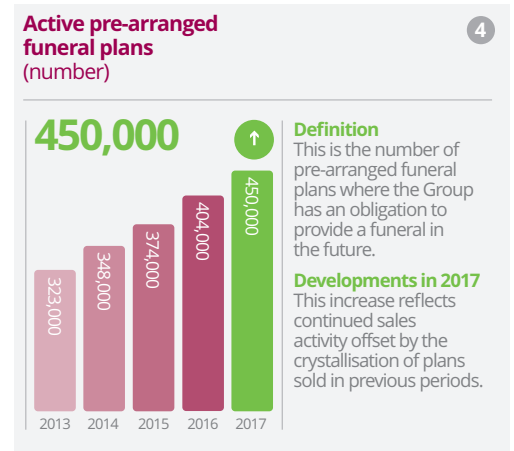 Active pre-arranged
funeral plans
(number)
4
450,000
323,000
348,000
374,000
404,000
450,000
2013 2014 2015 2016 2017
Definition
This is the number of
pre-arranged funeral
plans where the Group
has an obligation to
provide a funeral in
the future.
Developments in 2017
This increase reflects
continued sales
activity offset by the
crystallisation of plans
sold in previous periods.